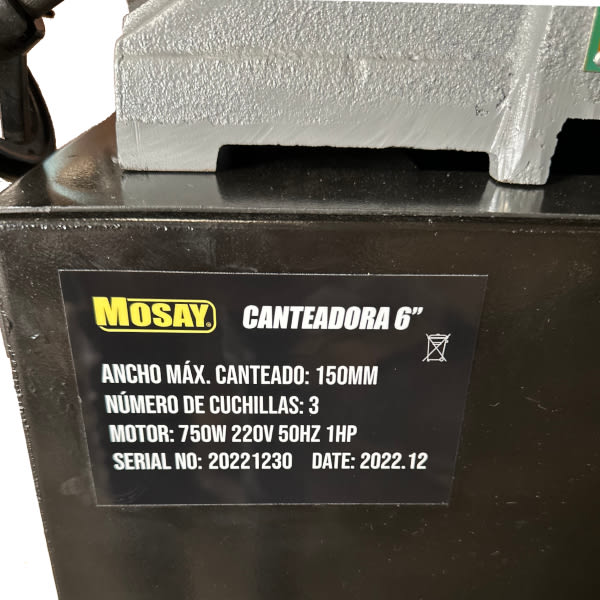 MOSAY® CANTEADORA 6”
ANCHO MÁX. CANTEADO: 150MM
NÚMERO DE CUCHILLAS: 3
MOTOR: 750W 220V 50HZ 1HP
SERIAL NO: 20221230 DATE: 2022.12